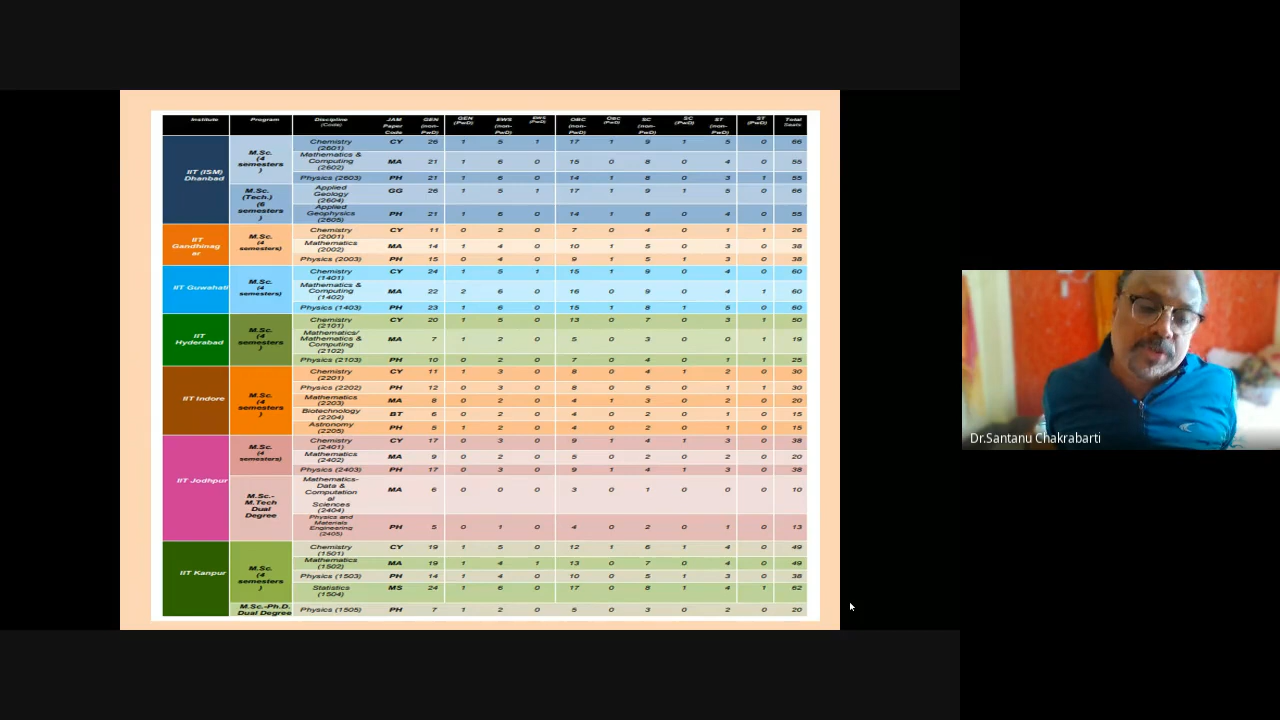 Institute Program Discipline (Code) JAM Paper Code GEN (non-PwD) GEN (PwD) EWS (non-PwD) EWS (PwD) OBC (non-PwD) OBC (PwD) SC (non-PwD) SC (PwD) ST (non-PwD) ST (PwD) Total Seats
IIT (ISM) Dhanbad M.Sc. (4 semesters) Chemistry (2601) CY 26 1 5 1 17 1 9 1 5 0 66
Mathematics & Computing (2602) MA 21 1 6 0 15 0 8 0 4 0 55
Physics (2603) PH 21 1 6 0 14 1 8 0 3 1 55
M.Sc. (Tech.) (6 semesters) Applied Geology (2604) GG 26 1 5 1 17 1 9 1 5 0 66
Applied Geophysics (2605) PH 21 1 6 0 14 1 8 0 4 0 55
IIT Gandhinagar M.Sc. (4 semesters) Chemistry (2001) CY 11 0 2 0 7 0 4 0 1 1 26
Mathematics (2002) MA 14 1 4 0 10 1 5 0 3 0 38
Physics (2003) PH 15 0 4 0 9 1 5 1 3 0 38
IIT Guwahati M.Sc. (4 semesters) Chemistry (1401) CY 24 1 5 1 15 1 9 0 4 0 60
Mathematics & Computing (1402) MA 22 2 6 0 16 0 9 0 4 1 60
Physics (1403) PH 23 1 6 0 15 1 8 1 5 0 60
IIT Hyderabad M.Sc. (4 semesters) Chemistry (2101) CY 20 1 5 0 13 0 7 0 3 1 50
Mathematics/ Mathematics & Computing (2102) MA 7 1 2 0 5 0 3 0 0 1 19
Physics (2103) PH 10 0 2 0 7 0 4 0 1 1 25
IIT Indore M.Sc. (4 semesters) Chemistry (2201) CY 11 1 3 0 8 0 4 1 2 0 30
Physics (2202) PH 12 0 3 0 8 0 5 0 1 1 30
Mathematics (2203) MA 8 0 2 0 4 1 3 0 2 0 20
Biotechnology (2204) BT 6 0 2 0 4 0 2 0 1 0 15
Astronomy (2205) PH 5 1 2 0 4 0 2 0 1 0 15
IIT Jodhpur M.Sc. (4 semesters) Chemistry (2401) CY 17 0 3 0 9 1 4 1 3 0 38
Mathematics (2402) MA 9 0 2 0 5 0 2 0 2 0 20
Physics (2403) PH 17 0 3 0 9 1 4 1 3 0 38
M.Sc.-M.Tech Dual Degree Mathematics-Data & Computational Sciences (2404) MA 6 0 0 0 3 0 1 0 0 0 10
Physics and Materials Engineering (2405) PH 5 0 1 0 4 0 2 0 1 0 13
IIT Kanpur M.Sc. (4 semesters) Chemistry (1501) CY 19 1 5 0 12 1 6 1 4 0 49
Mathematics (1502) MA 19 1 4 1 13 0 7 0 4 0 49
Physics (1503) PH 14 1 4 0 10 0 5 1 3 0 38
Statistics (1504) MS 24 1 6 0 17 0 8 1 4 1 62
M.Sc.-Ph.D. Dual Degree Physics (1505) PH 7 1 2 0 5 0 3 0 2 0 20
Dr.Santanu Chakrabarti